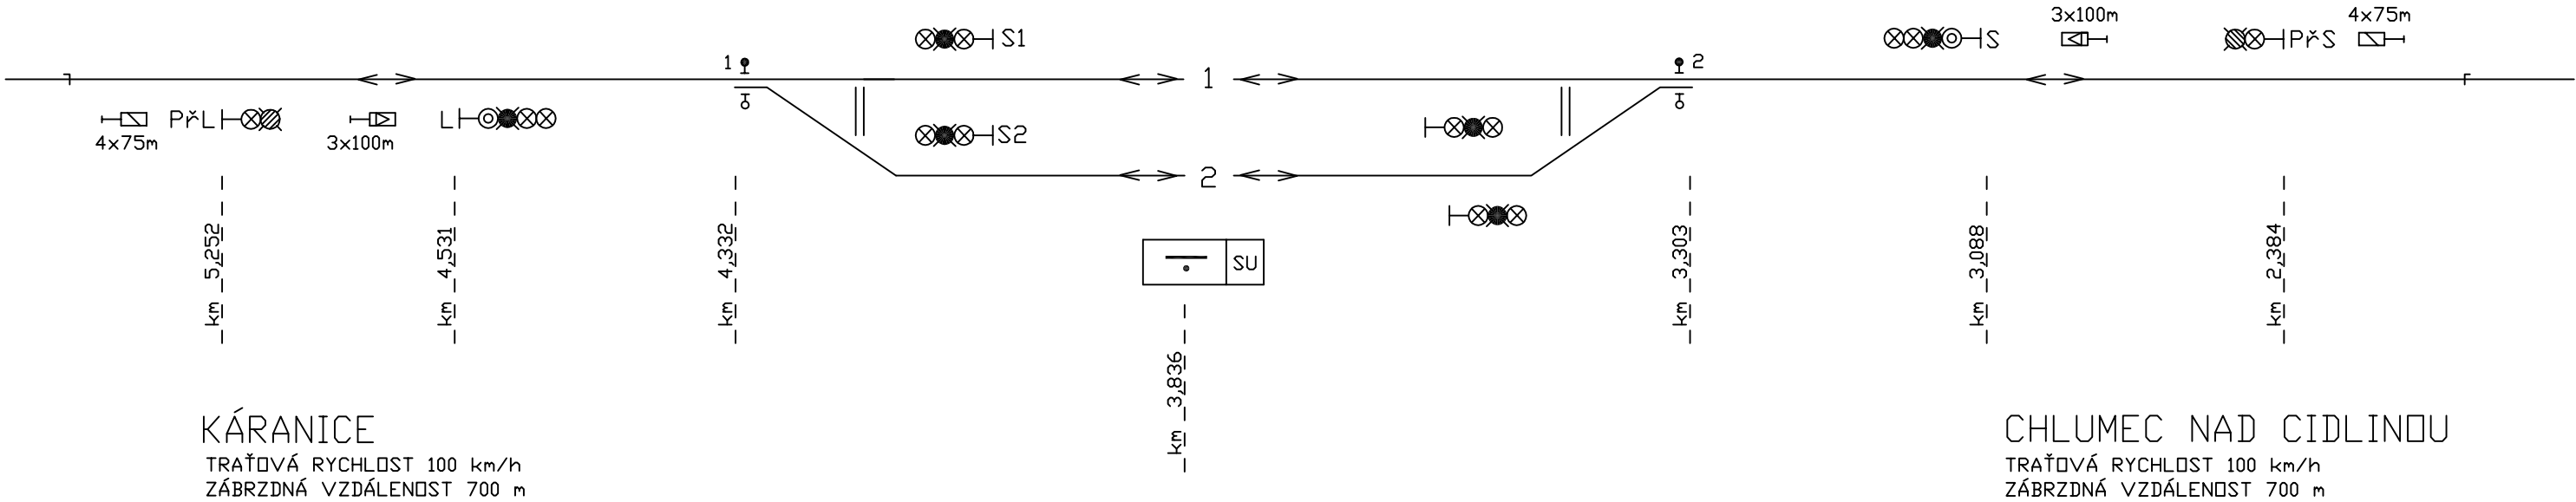 3x100m
4x75m
S1
S
PřS
1
2
1
PřL
L
4x75m
3x100m
S2
2
SU
km 5,252
km 4,531
km 4,332
km 3,836
km 3,303
km 3,088
km 2,384
KÁRANICE
TRAŤOVÁ RYCHLOST 100 km/h
ZÁBRZDNÁ VZDÁLENOST 700 m
CHLUMEC NAD CIDLINOU
TRAŤOVÁ RYCHLOST 100 km/h
ZÁBRZDNÁ VZDÁLENOST 700 m